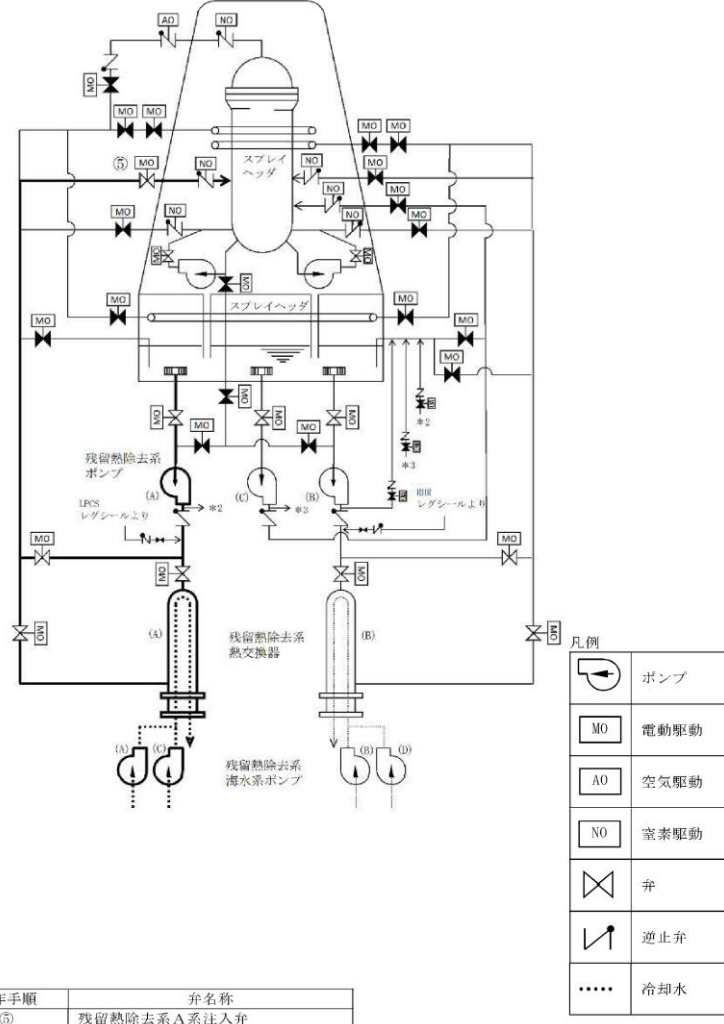 AO
NO
MO
MO
MO
MO
MO
⑤
MO
NO
スプレイ
ヘッダ
NO
MO
NO
MO
MO
NO
NO
MO
MO
MO
MO
MO
スプレイヘッダ
MO
MO
MO
MO
MO
MO
＊2
MO
MO
MO
MO
MO
＊3
残留熱除去系
ポンプ
(A)
(C)
(B)
LPCS
レグシールより
＊2
＊3
RHR
レグシールより
MO
MO
MO
MO
MO
MO
(A)
残留熱除去系
熱交換器
(B)
(A)
(C)
残留熱除去系
海水系ポンプ
(B)
(D)
凡例
ポンプ
MO 電動駆動
AO 空気駆動
NO 窒素駆動
弁
逆止弁
冷却水
手順 弁名称
⑤ 残留熱除去系A系注入弁